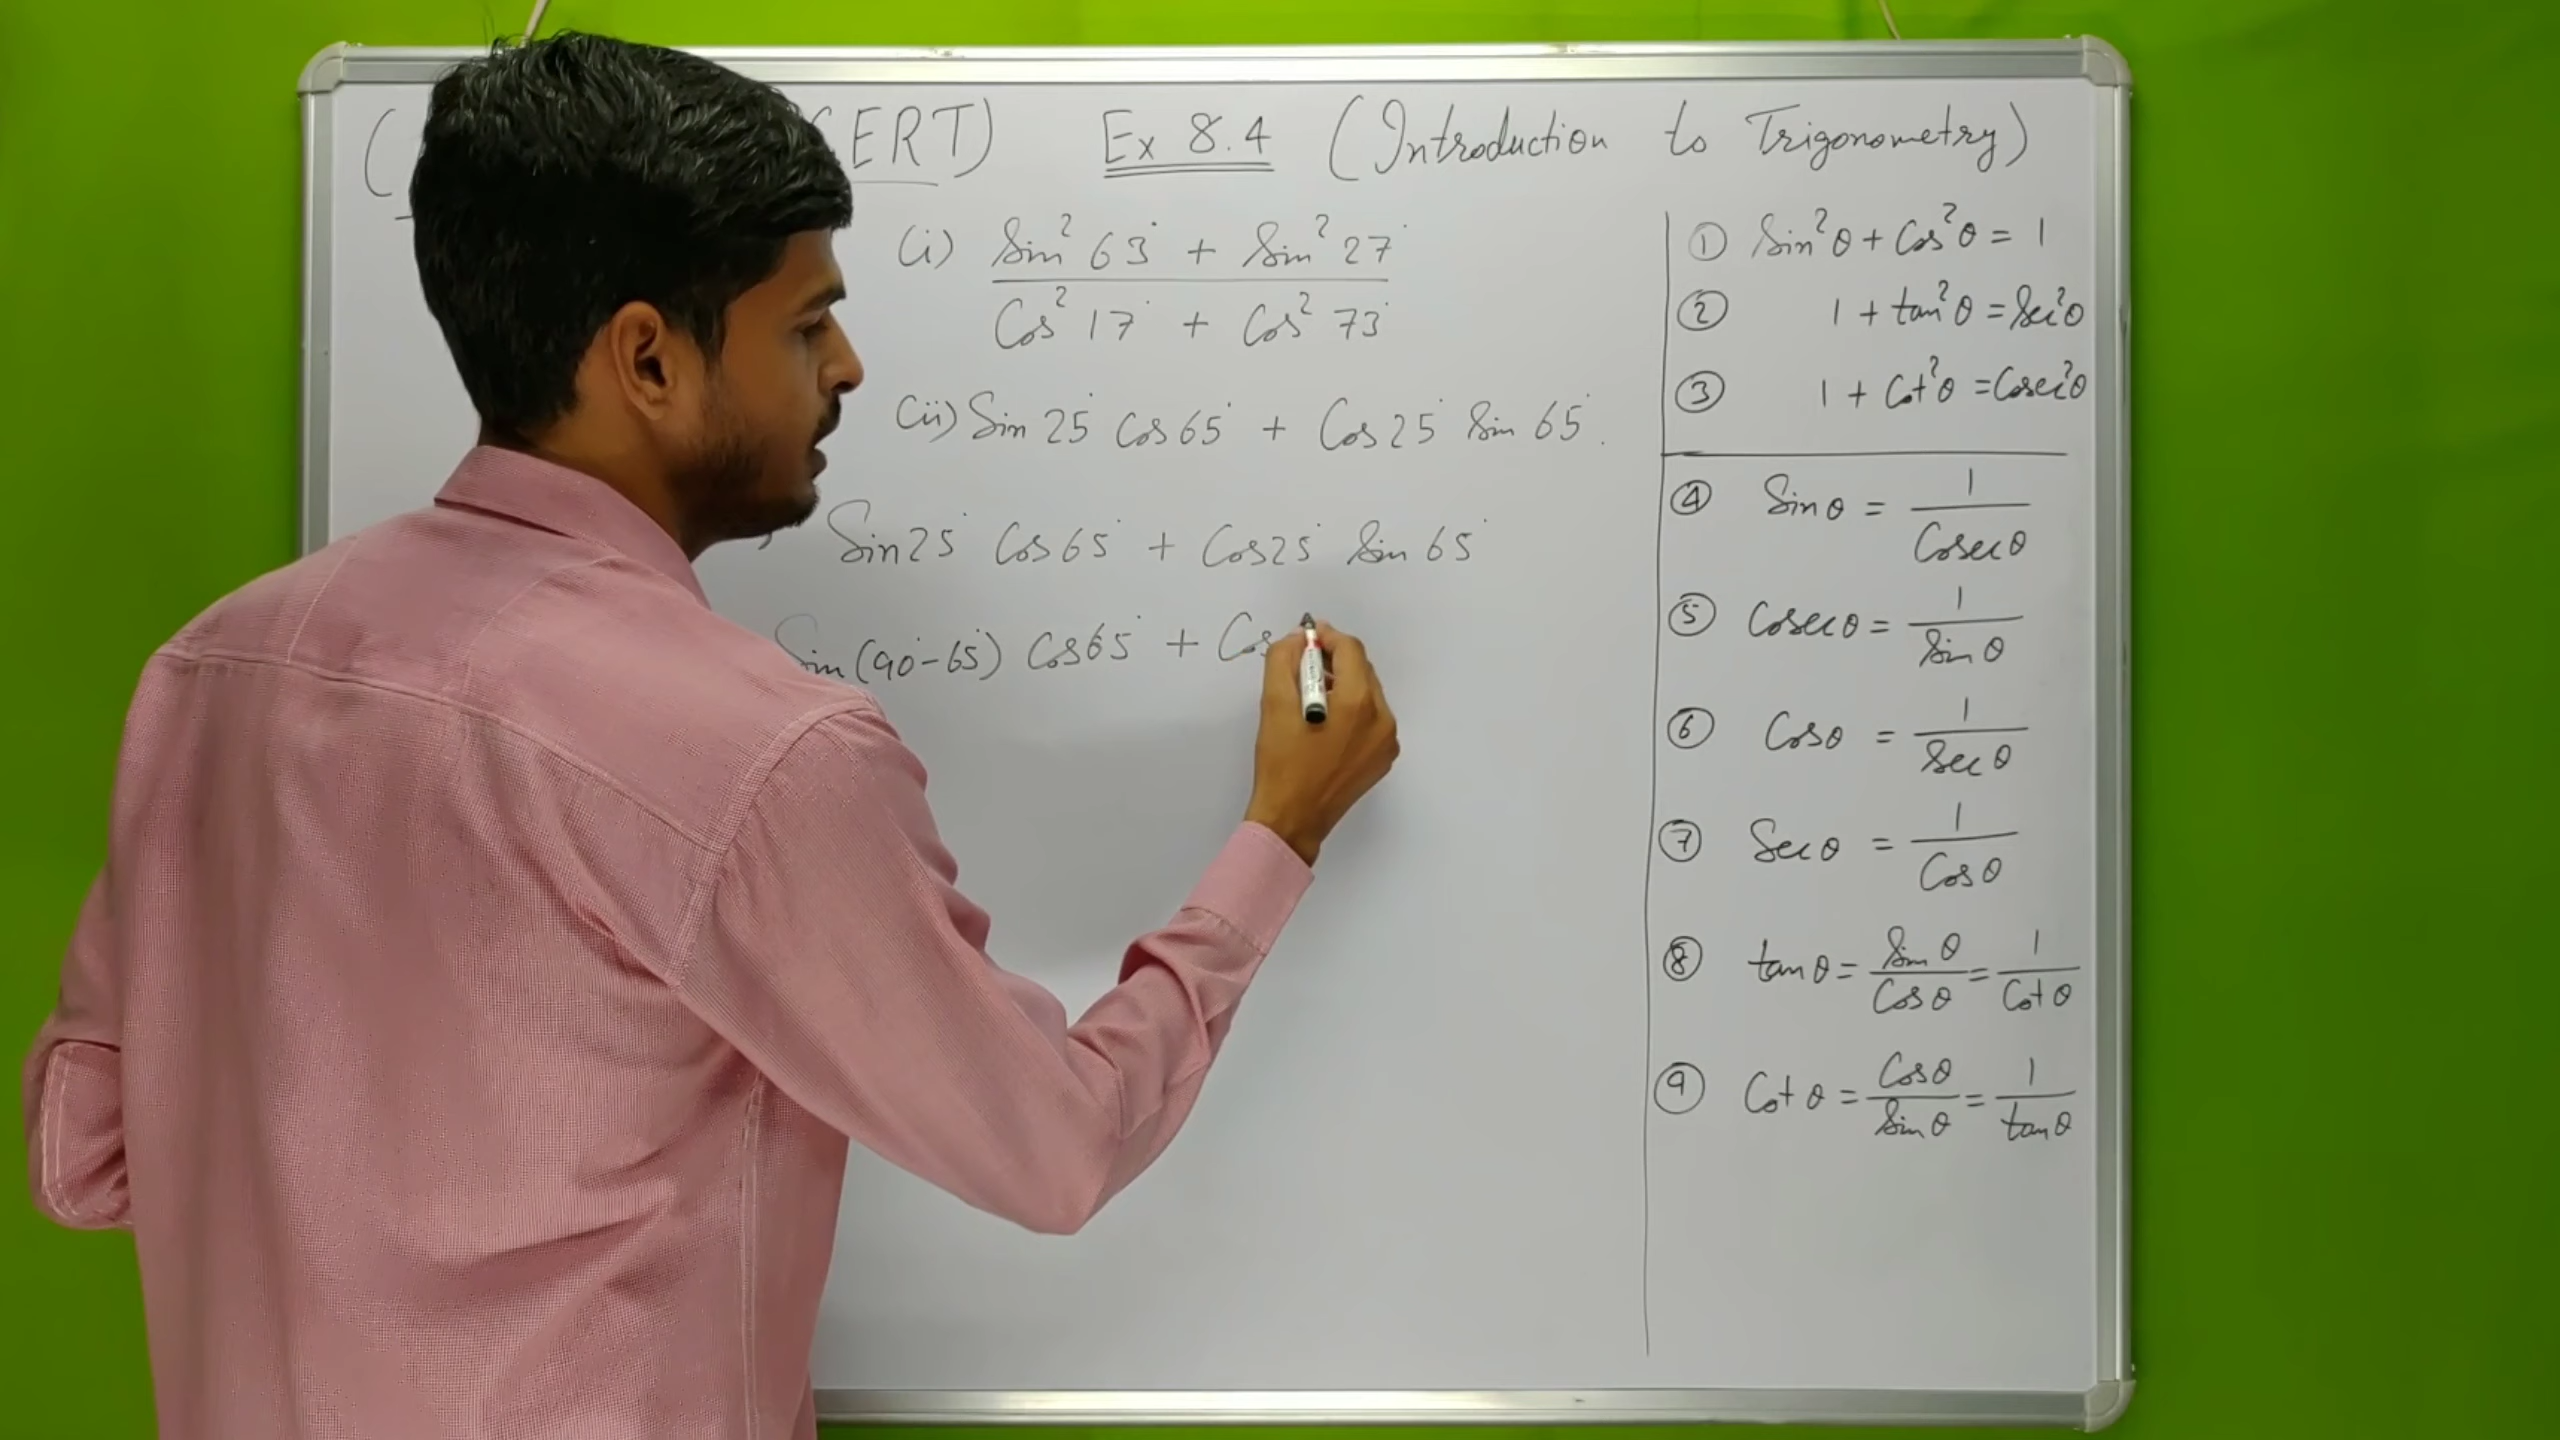 ( CERT) Ex 8.4 (Introduction to Trigonometry)
(i) Sin² 63° + Sin² 27°
Cos² 17° + Cos² 73°
(ii) Sin 25° Cos 65° + Cos 25° Sin 65°.
Sin 25° Cos 65° + Cos 25° Sin 65°
Sin (90°-65°) Cos 65° + Cos
① Sin²θ + Cos²θ = 1
② 1 + tan²θ = Sec²θ
③ 1 + Cot²θ = Cosec²θ
④ Sinθ = 1
Cosecθ
⑤ Cosecθ = 1
Sinθ
⑥ Cosθ = 1
Secθ
⑦ Secθ = 1
Cosθ
⑧ tanθ = Sinθ = 1
Cosθ Cotθ
⑨ Cotθ = Cosθ = 1
Sinθ tanθ